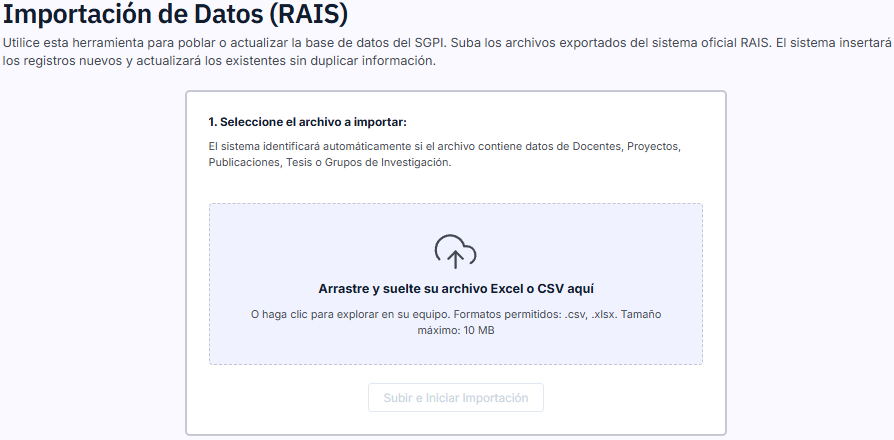 Importación de Datos (RAIS)
Utilice esta herramienta para poblar o actualizar la base de datos del SGPI. Suba los archivos exportados del sistema oficial RAIS. El sistema insertará
los registros nuevos y actualizará los existentes sin duplicar información.
1. Seleccione el archivo a importar:
El sistema identificará automáticamente si el archivo contiene datos de Docentes, Proyectos,
Publicaciones, Tesis o Grupos de Investigación.
Arrastre y suelte su archivo Excel o CSV aquí
O haga clic para explorar en su equipo. Formatos permitidos: .csv, .xlsx. Tamaño
máximo: 10 MB
Subir e Iniciar Importación